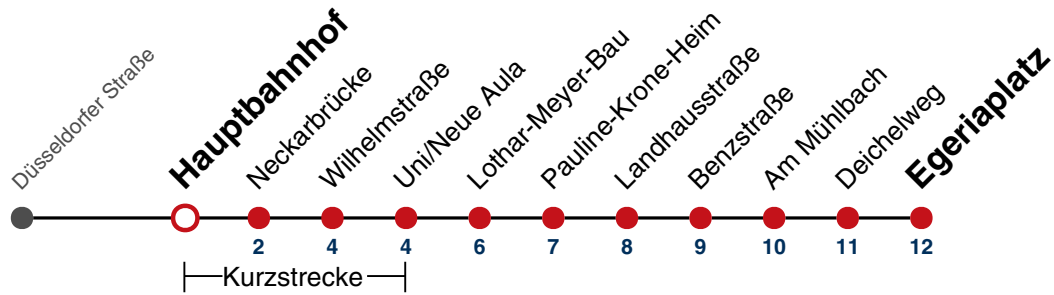 Düsseldorfer Straße
Hauptbahnhof
Neckarbrücke
Wilhelmstraße
Uni/Neue Aula
Lothar-Meyer-Bau
Pauline-Krone-Heim
Landhausstraße
Benzstraße
Am Mühlbach
Deichelweg
Egeriaplatz
2 4 4 6 7 8 9 10 11 12
Kurzstrecke